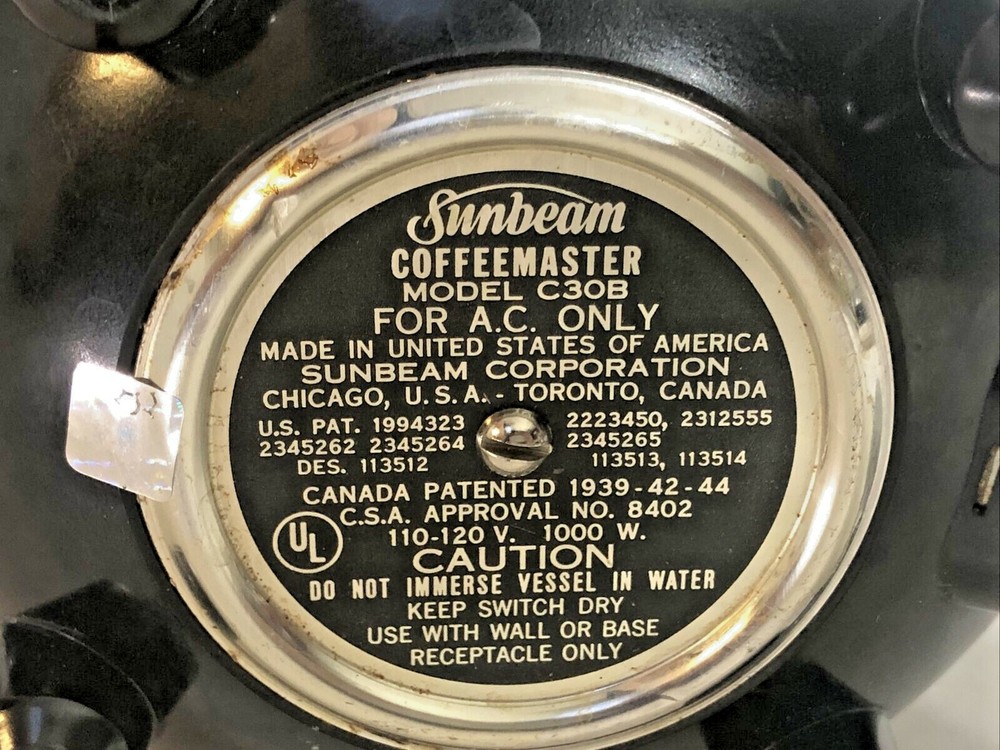 Sunbeam
COFFEEMASTER
MODEL C30B
FOR A.C. ONLY
MADE IN UNITED STATES OF AMERICA
SUNBEAM CORPORATION
CHICAGO, U.S.A. - TORONTO, CANADA
U.S. PAT. 1994323 2223450, 2312555
2345262 2345264 2345265
DES. 113512 113513, 113514
CANADA PATENTED 1939-42-44
C.S.A. APPROVAL NO. 8402
UL
110-120 V. 1000 W.
CAUTION
DO NOT IMMERSE VESSEL IN WATER
KEEP SWITCH DRY
USE WITH WALL OR BASE
RECEPTACLE ONLY